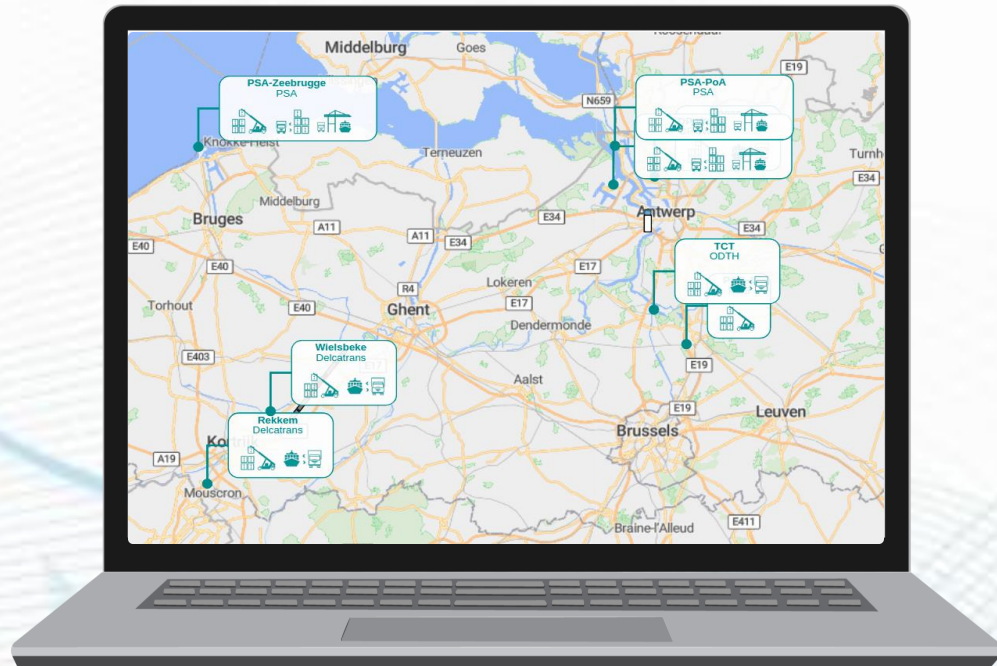 Middelburg
Goes
E19
PSA-Zeebrugge
PSA
PSA-PoA
PSA
N659
Knokke-Heist
Terneuzen
Turnh
E34
Middelburg
Bruges
A11
A11
E34
E34
Antwerp
E34
E40
E40
TCT
ODTH
E17
Lokeren
R4
E17
Torhout
E40
Ghent
Dendermonde
E403
Wielsbeke
Delcatrans
E17
E19
Aalst
E19
Leuven
Rekkem
Delcatrans
Brussels
Kortrijk
A19
Mouscron
Braine-l'Alleud
E411